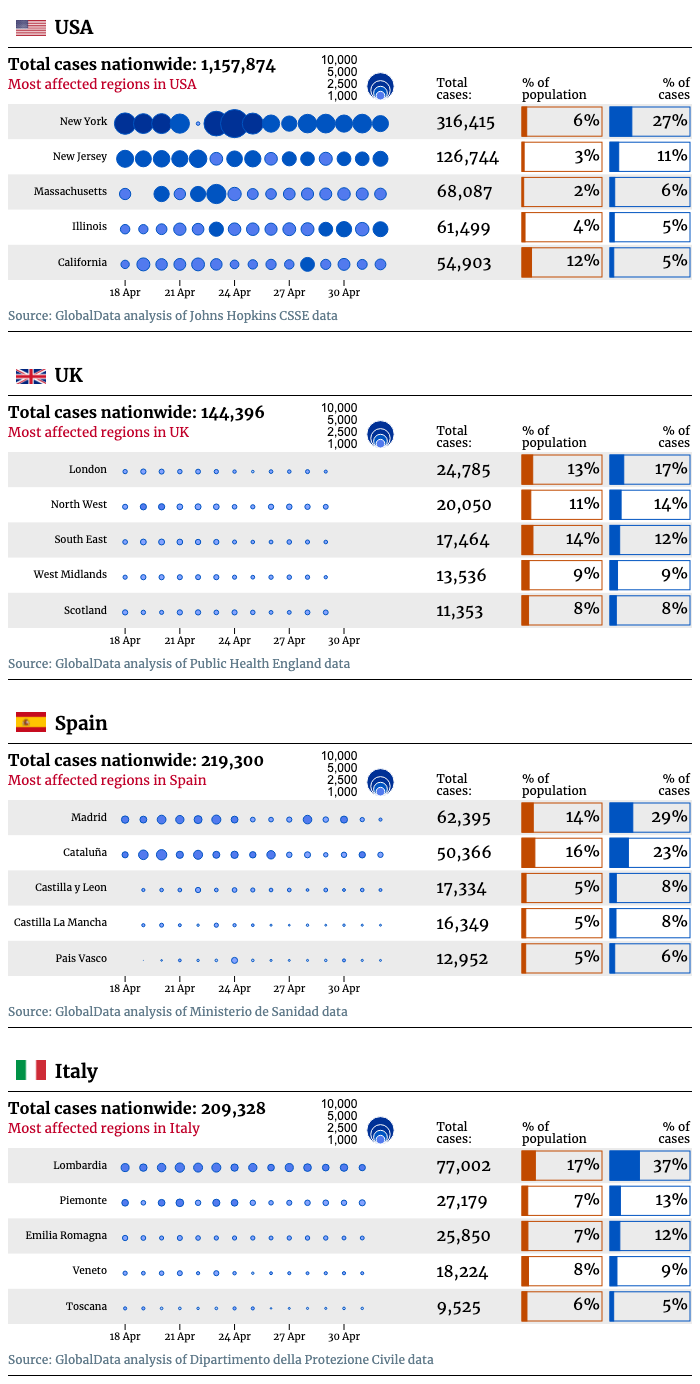 USA
Total cases nationwide: 1,157,874
Most affected regions in USA
10,000
5,000
2,500
1,000
Total cases:
% of population
% of cases
New York 316,415 6% 27%
New Jersey 126,744 3% 11%
Massachusetts 68,087 2% 6%
Illinois 61,499 4% 5%
California 54,903 12% 5%
18 Apr 21 Apr 24 Apr 27 Apr 30 Apr
Source: GlobalData analysis of Johns Hopkins CSSE data
UK
Total cases nationwide: 144,396
Most affected regions in UK
10,000
5,000
2,500
1,000
Total cases:
% of population
% of cases
London 24,785 13% 17%
North West 20,050 11% 14%
South East 17,464 14% 12%
West Midlands 13,536 9% 9%
Scotland 11,353 8% 8%
18 Apr 21 Apr 24 Apr 27 Apr 30 Apr
Source: GlobalData analysis of Public Health England data
Spain
Total cases nationwide: 219,300
Most affected regions in Spain
10,000
5,000
2,500
1,000
Total cases:
% of population
% of cases
Madrid 62,395 14% 29%
Cataluña 50,366 16% 23%
Castilla y Leon 17,334 5% 8%
Castilla La Mancha 16,349 5% 8%
Pais Vasco 12,952 5% 6%
18 Apr 21 Apr 24 Apr 27 Apr 30 Apr
Source: GlobalData analysis of Ministerio de Sanidad data
Italy
Total cases nationwide: 209,328
Most affected regions in Italy
10,000
5,000
2,500
1,000
Total cases:
% of population
% of cases
Lombardia 77,002 17% 37%
Piemonte 27,179 7% 13%
Emilia Romagna 25,850 7% 12%
Veneto 18,224 8% 9%
Toscana 9,525 6% 5%
18 Apr 21 Apr 24 Apr 27 Apr 30 Apr
Source: GlobalData analysis of Dipartimento della Protezione Civile data